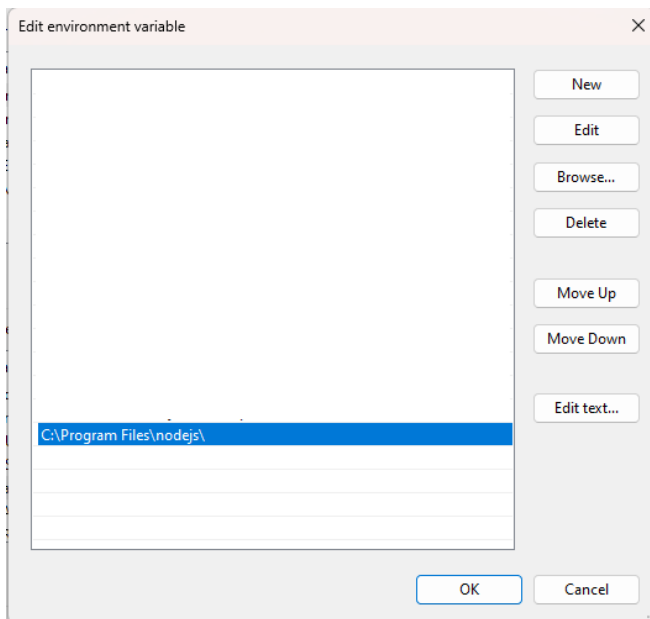 Edit environment variable
New
Edit
Browse...
Delete
Move Up
Move Down
Edit text...
C:\Program Files\nodejs\
OK
Cancel